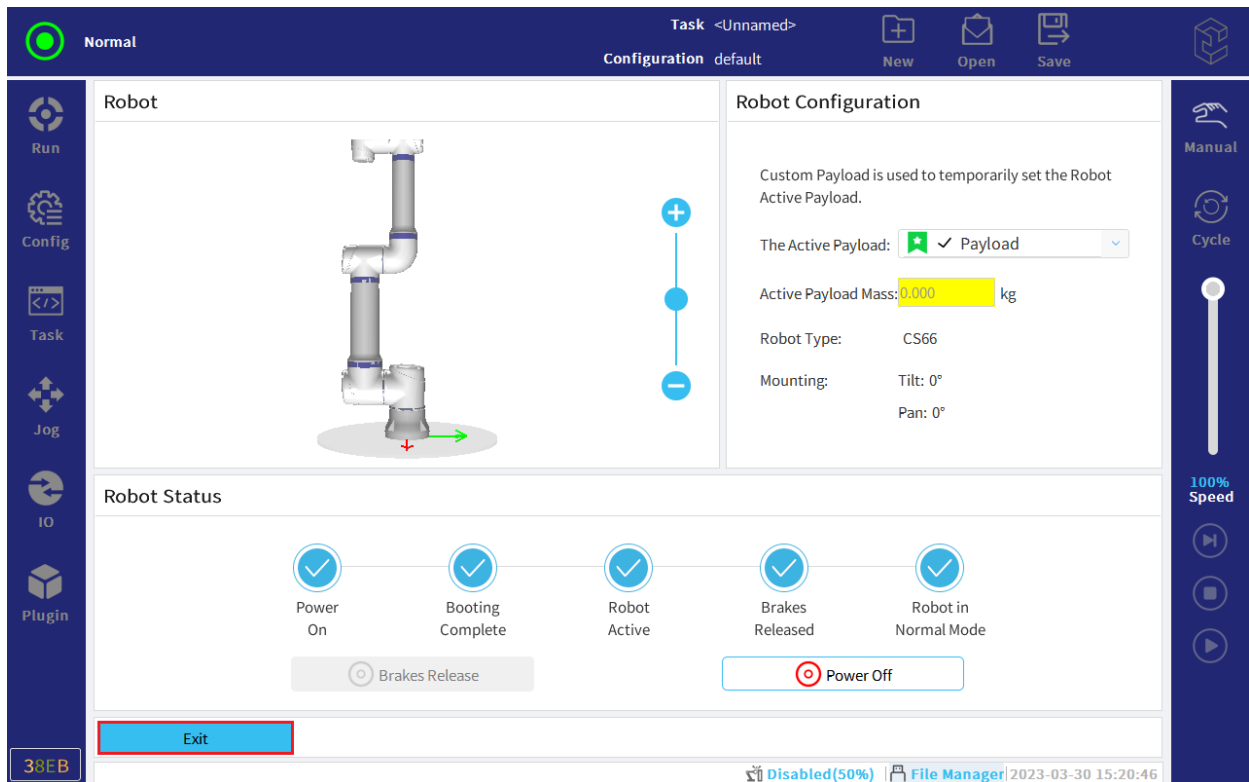 Normal
Task <Unnamed>
Configuration default
New
Open
Save
Run
Config
Task
Jog
IO
Plugin
38EB
Robot
Robot Configuration
Custom Payload is used to temporarily set the Robot
Active Payload.
The Active Payload: Payload
Active Payload Mass: 0.000 kg
Robot Type: CS66
Mounting: Tilt: 0°
Pan: 0°
Robot Status
Power
On
Booting
Complete
Robot
Active
Brakes
Released
Robot in
Normal Mode
Brakes Release
Power Off
Exit
Disabled(50%) File Manager 2023-03-30 15:20:46
Manual
Cycle
100%
Speed